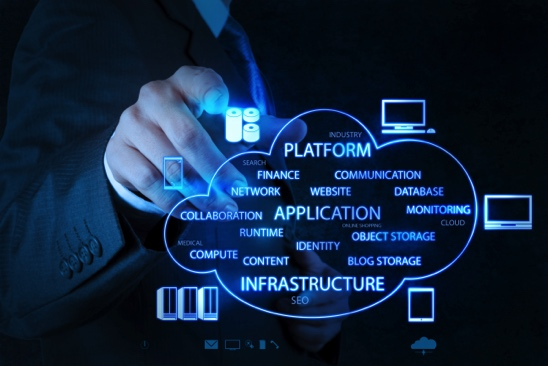 INDUSTRY
PLATFORM
SEARCH
FINANCE COMMUNICATION
NETWORK WEBSITE DATABASE
COLLABORATION APPLICATION MONITORING
ONLINE SHOPPING CLOUD
RUNTIME OBJECT STORAGE
MEDICAL IDENTITY
COMPUTE CONTENT BLOG STORAGE
INFRASTRUCTURE
SEO